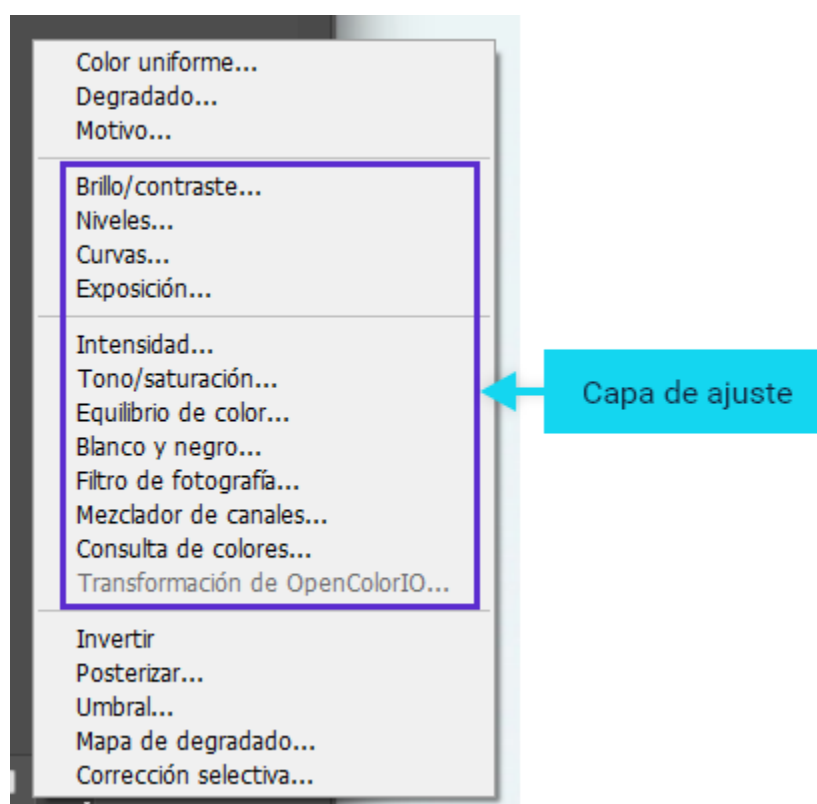 Color uniforme...
Degradado...
Motivo...
Brillo/contraste...
Niveles...
Curvas...
Exposición...
Intensidad...
Tono/saturación...
Equilibrio de color...
Blanco y negro...
Filtro de fotografía...
Mezclador de canales...
Consulta de colores...
Transformación de OpenColorIO...
Invertir
Posterizar...
Umbral...
Mapa de degradado...
Corrección selectiva...
Capa de ajuste